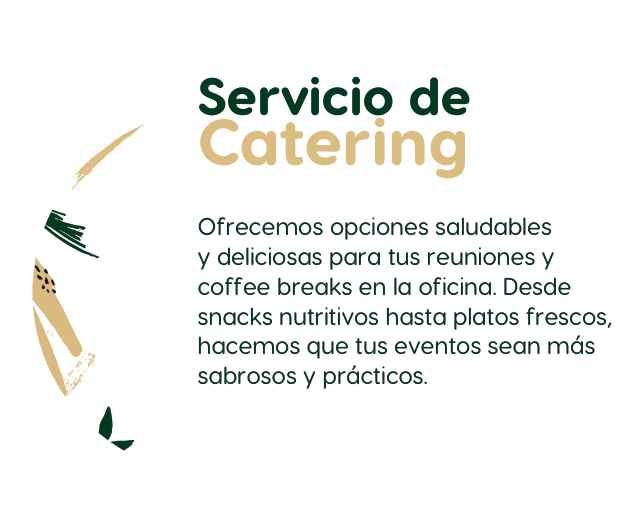 Servicio de
Catering
Ofrecemos opciones saludables
y deliciosas para tus reuniones y
coffee breaks en la oficina. Desde
snacks nutritivos hasta platos frescos,
hacemos que tus eventos sean más
sabrosos y prácticos.